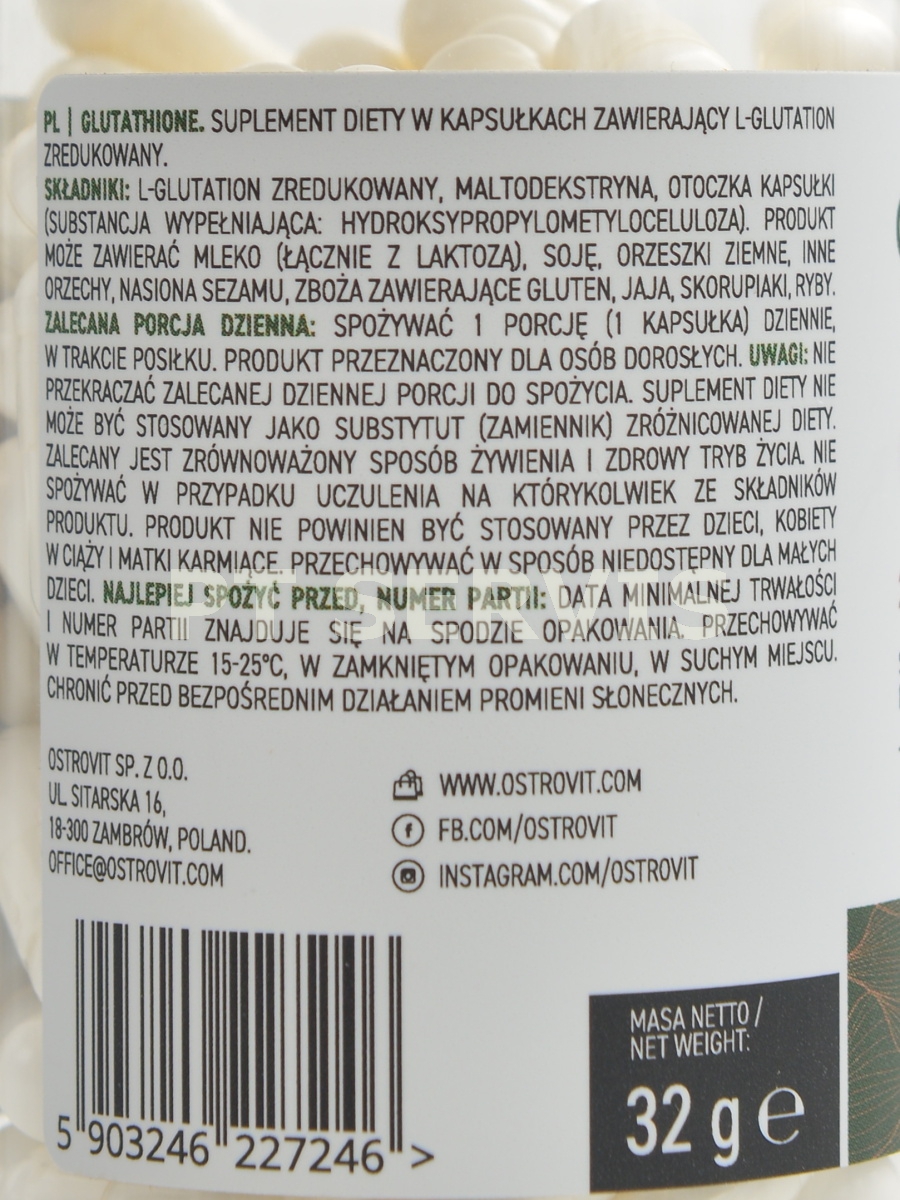 PL | GLUTATHIONE. SUPLEMENT DIETY W KAPSUŁKACH ZAWIERAJĄCY L-GLUTATION
ZREDUKOWANY.
SKŁADNIKI: L-GLUTATION ZREDUKOWANY, MALTODEKSTRYNA, OTOCZKA KAPSUŁKI
(SUBSTANCJA WYPEŁNIAJĄCA: HYDROKSYPROPYLOMETYLOCELULOZA). PRODUKT
MOŻE ZAWIERAĆ MLEKO (ŁĄCZNIE Z LAKTOZĄ), SOJĘ, ORZESZKI ZIEMNE, INNE
ORZECHY, NASIONA SEZAMU, ZBOŻA ZAWIERAJĄCE GLUTEN, JAJA, SKORUPIAKI, RYBY.
ZALECANA PORCJA DZIENNA: SPOŻYWAĆ 1 PORCJĘ (1 KAPSUŁKA) DZIENNIE,
W TRAKCIE POSIŁKU. PRODUKT PRZEZNACZONY DLA OSÓB DOROSŁYCH. UWAGI: NIE
PRZEKRACZAĆ ZALECANEJ DZIENNEJ PORCJI DO SPOŻYCIA. SUPLEMENT DIETY NIE
MOŻE BYĆ STOSOWANY JAKO SUBSTYTUT (ZAMIENNIK) ZRÓŻNICOWANEJ DIETY.
ZALECANY JEST ZRÓWNOWAŻONY SPOSÓB ŻYWIENIA I ZDROWY TRYB ŻYCIA. NIE
SPOŻYWAĆ W PRZYPADKU UCZULENIA NA KTÓRYKOLWIEK ZE SKŁADNIKÓW
PRODUKTU. PRODUKT NIE POWINIEN BYĆ STOSOWANY PRZEZ DZIECI, KOBIETY
W CIĄŻY I MATKI KARMIĄCE. PRZECHOWYWAĆ W SPOSÓB NIEDOSTĘPNY DLA MAŁYCH
DZIECI. NAJLEPIEJ SPOŻYĆ PRZED, NUMER PARTII: DATA MINIMALNEJ TRWAŁOŚCI
I NUMER PARTII ZNAJDUJE SIĘ NA SPODZIE OPAKOWANIA. PRZECHOWYWAĆ
W TEMPERATURZE 15-25°C, W ZAMKNIĘTYM OPAKOWANIU, W SUCHYM MIEJSCU.
CHRONIĆ PRZED BEZPOŚREDNIM DZIAŁANIEM PROMIENI SŁONECZNYCH.
PT SERVIS
OSTROVIT SP. Z O.O.
UL. SITARSKA 16,
18-300 ZAMBRÓW, POLAND.
OFFICE@OSTROVIT.COM
WWW.OSTROVIT.COM
FB.COM/OSTROVIT
INSTAGRAM.COM/OSTROVIT
5 903246 227246 >
MASA NETTO /
NET WEIGHT:
32 g e